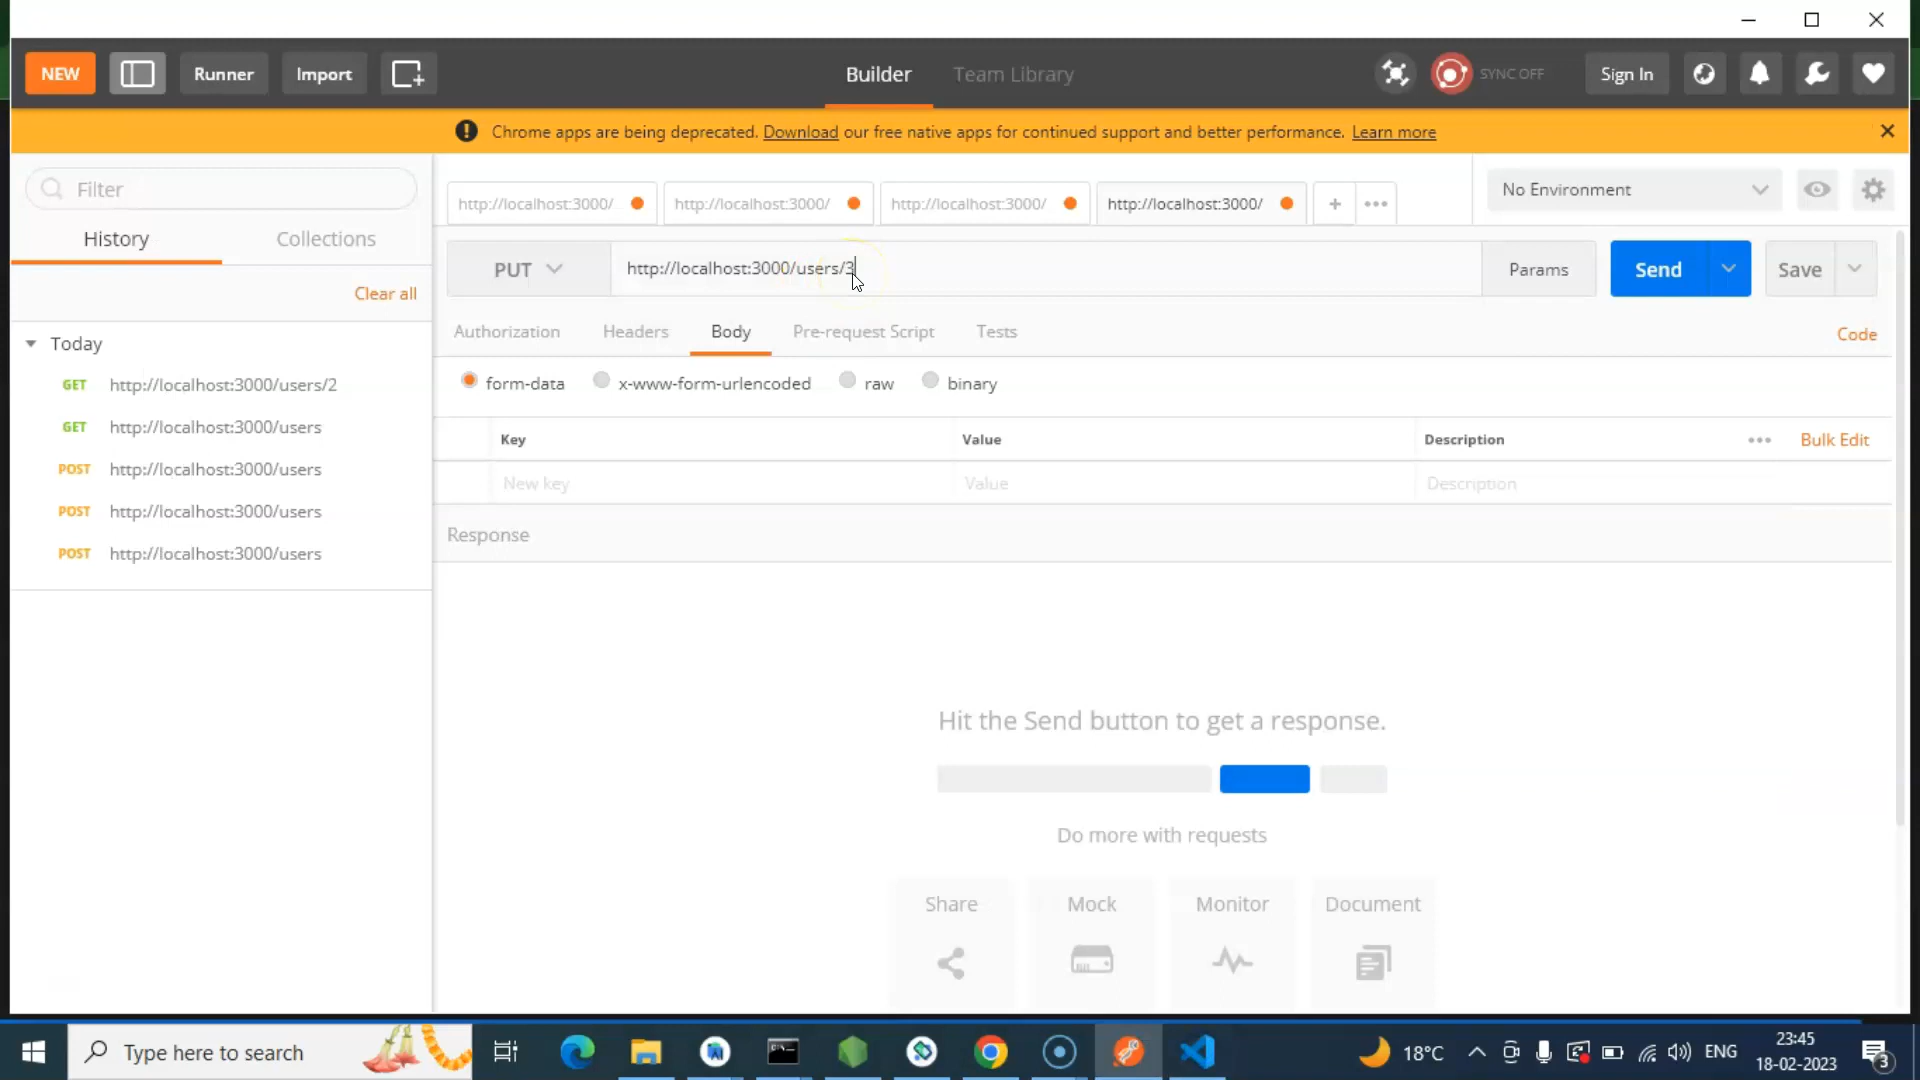 NEW
Runner
Import
Builder
Team Library
SYNC OFF
Sign In
Chrome apps are being deprecated. Download our free native apps for continued support and better performance. Learn more
Filter
History
Collections
Clear all
Today
GET http://localhost:3000/users/2
GET http://localhost:3000/users
POST http://localhost:3000/users
POST http://localhost:3000/users
POST http://localhost:3000/users
http://localhost:3000/
http://localhost:3000/
http://localhost:3000/
http://localhost:3000/
No Environment
PUT
http://localhost:3000/users/3
Params
Send
Save
Authorization
Headers
Body
Pre-request Script
Tests
Code
form-data
x-www-form-urlencoded
raw
binary
Key
Value
Description
Bulk Edit
New key
Value
Description
Response
Hit the Send button to get a response.
Do more with requests
Share
Mock
Monitor
Document
Type here to search
18°C
ENG
23:45
18-02-2023
3